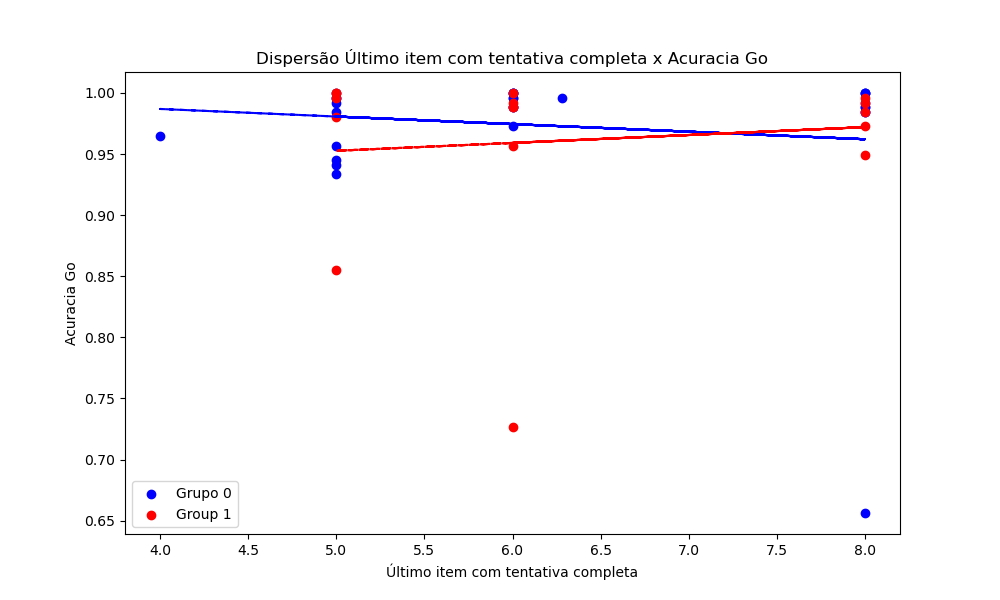 Dispersão Último item com tentativa completa x Acuracia Go
Acuracia Go
1.00
0.95
0.90
0.85
0.80
0.75
0.70
0.65
Grupo 0
Group 1
4.0 4.5 5.0 5.5 6.0 6.5 7.0 7.5 8.0
Último item com tentativa completa